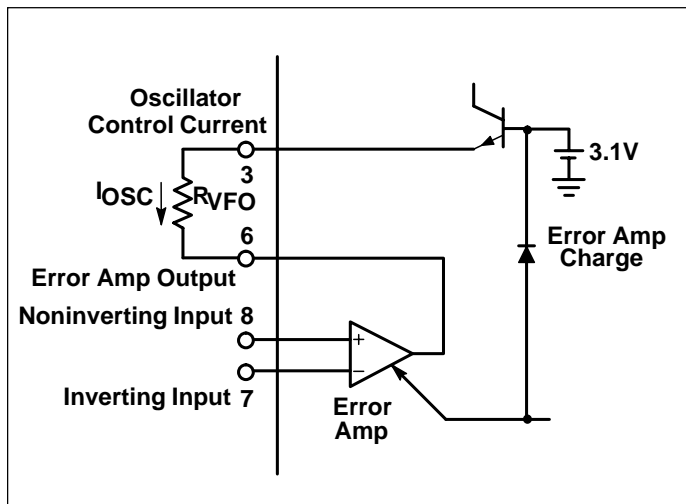 Oscillator
Control Current
3
3.1V
IOSC
RVFO
6
Error Amp Output
Error Amp
Charge
Noninverting Input 8
+
−
Inverting Input 7
Error
Amp